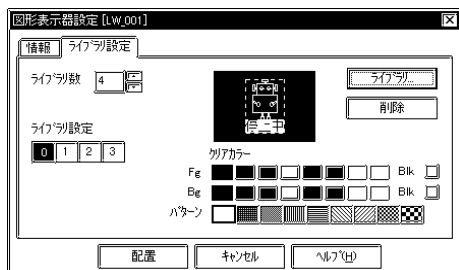 図形表示器設定 [LW_001]
情報 ﾗｲﾌﾞﾗﾘ設定
ﾗｲﾌﾞﾗﾘ数 4
ﾗｲﾌﾞﾗﾘ...
削除
ﾗｲﾌﾞﾗﾘ設定
0 1 2 3
ｸﾘｱｶﾗｰ
Fg Blk
Bg Blk
ﾊﾟﾀｰﾝ
配置 ｷｬﾝｾﾙ ﾍﾙﾌﾟ(H)